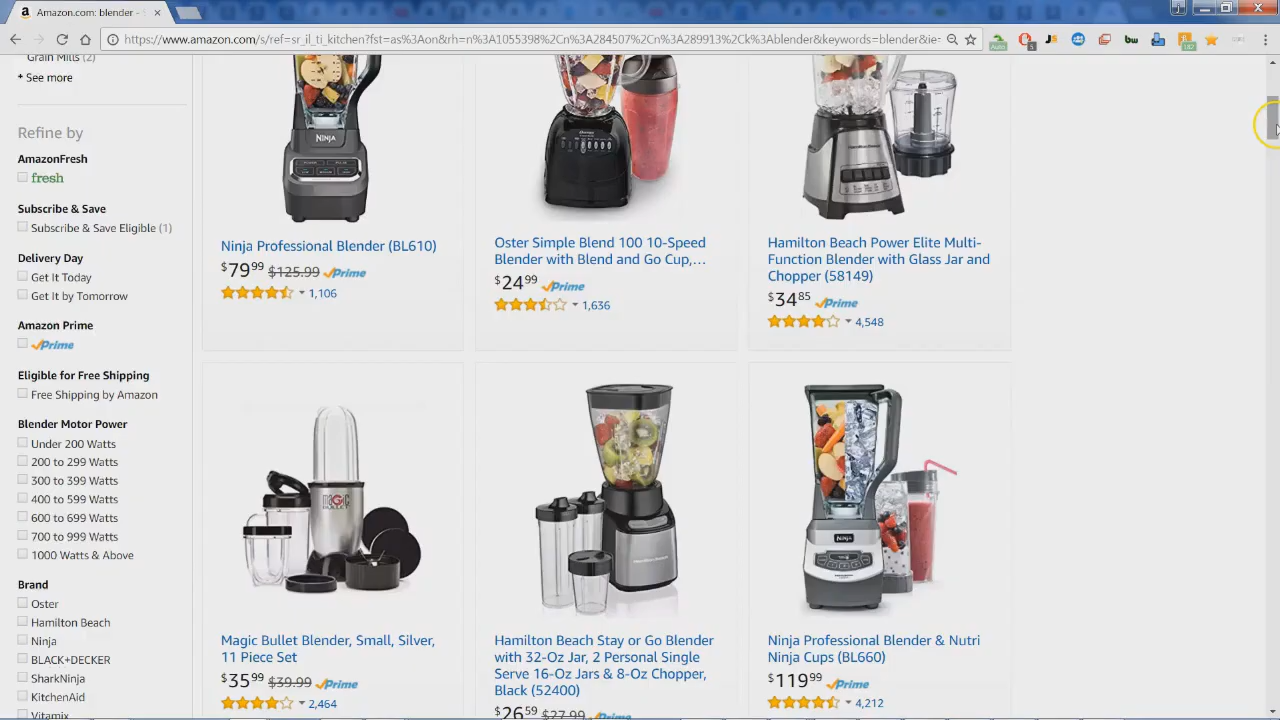 Amazon.com: blender -
https://www.amazon.com/s/ref=sr_il_ti_kitchen?fst=as%3Aon&rh=n%3A1055398%2Cn%3A284507%2Cn%3A289913%2Ck%3Ablender&keywords=blender&ie=
Grain Mills (2)
+ See more
Refine by
AmazonFresh
fresh
Subscribe & Save
Subscribe & Save Eligible (1)
Delivery Day
Get It Today
Get It by Tomorrow
Amazon Prime
Prime
Eligible for Free Shipping
Free Shipping by Amazon
Blender Motor Power
Under 200 Watts
200 to 299 Watts
300 to 399 Watts
400 to 599 Watts
600 to 699 Watts
700 to 999 Watts
1000 Watts & Above
Brand
Oster
Hamilton Beach
Ninja
BLACK+DECKER
SharkNinja
KitchenAid
Vitamix
NINJA
Ninja Professional Blender (BL610)
$79 99 $125.99 Prime
1,106
Oster Simple Blend 100 10-Speed
Blender with Blend and Go Cup,...
$24 99 Prime
1,636
Hamilton Beach Power Elite Multi-
Function Blender with Glass Jar and
Chopper (58149)
$34 85 Prime
4,548
magic
BULLET
Magic Bullet Blender, Small, Silver,
11 Piece Set
$35 99 $39.99 Prime
2,464
Hamilton Beach Stay or Go Blender
with 32-Oz Jar, 2 Personal Single
Serve 16-Oz Jars & 8-Oz Chopper,
Black (52400)
$26 59 $27.99 Prime
NINJA
Ninja Professional Blender & Nutri
Ninja Cups (BL660)
$119 99 Prime
4,212